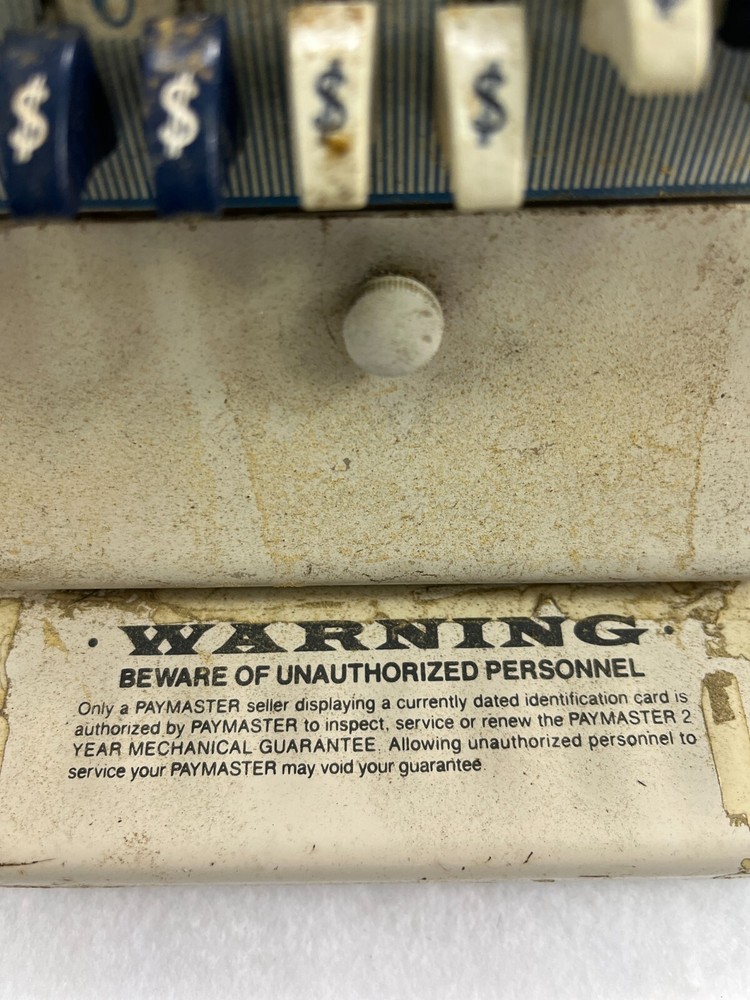 $ $ $ $
• WARNING •
BEWARE OF UNAUTHORIZED PERSONNEL
Only a PAYMASTER seller displaying a currently dated identification card is
authorized by PAYMASTER to inspect, service or renew the PAYMASTER 2
YEAR MECHANICAL GUARANTEE. Allowing unauthorized personnel to
service your PAYMASTER may void your guarantee.